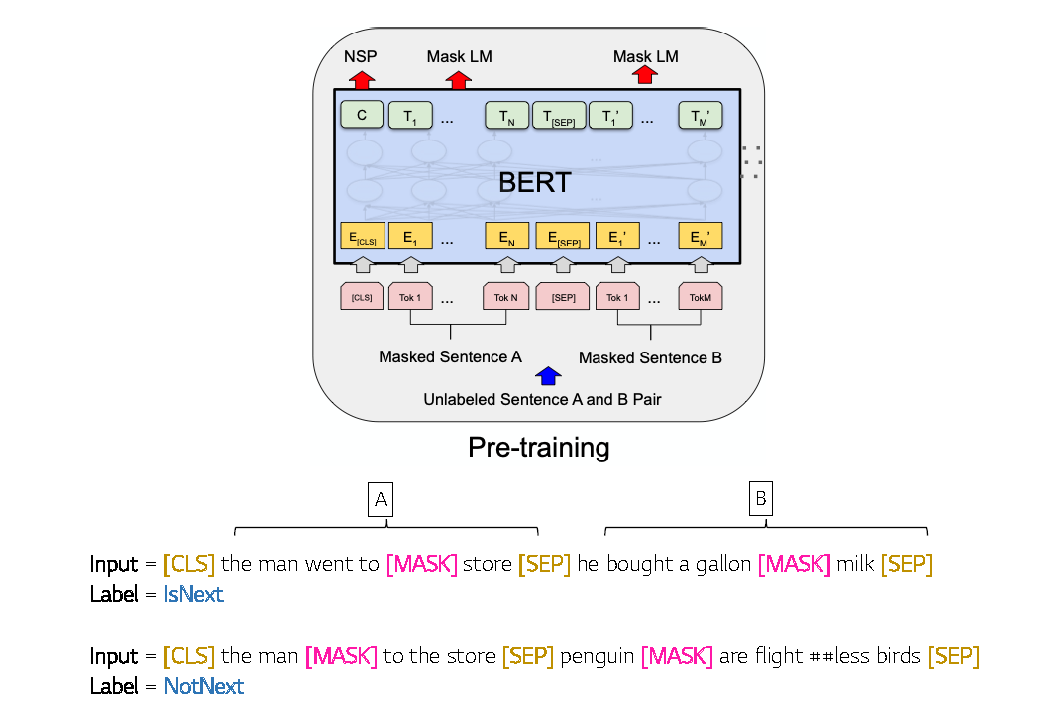 NSP Mask LM Mask LM
C T1 ... TN T[SEP] T1’ ... TM’
BERT
E[CLS] E1 ... EN E[SEP] E1’ ... EM’
[CLS] Tok 1 ... Tok N [SEP] Tok 1 ... TokM
Masked Sentence A Masked Sentence B
Unlabeled Sentence A and B Pair
Pre-training
A B
Input = [CLS] the man went to [MASK] store [SEP] he bought a gallon [MASK] milk [SEP]
Label = IsNext
Input = [CLS] the man [MASK] to the store [SEP] penguin [MASK] are flight ##less birds [SEP]
Label = NotNext